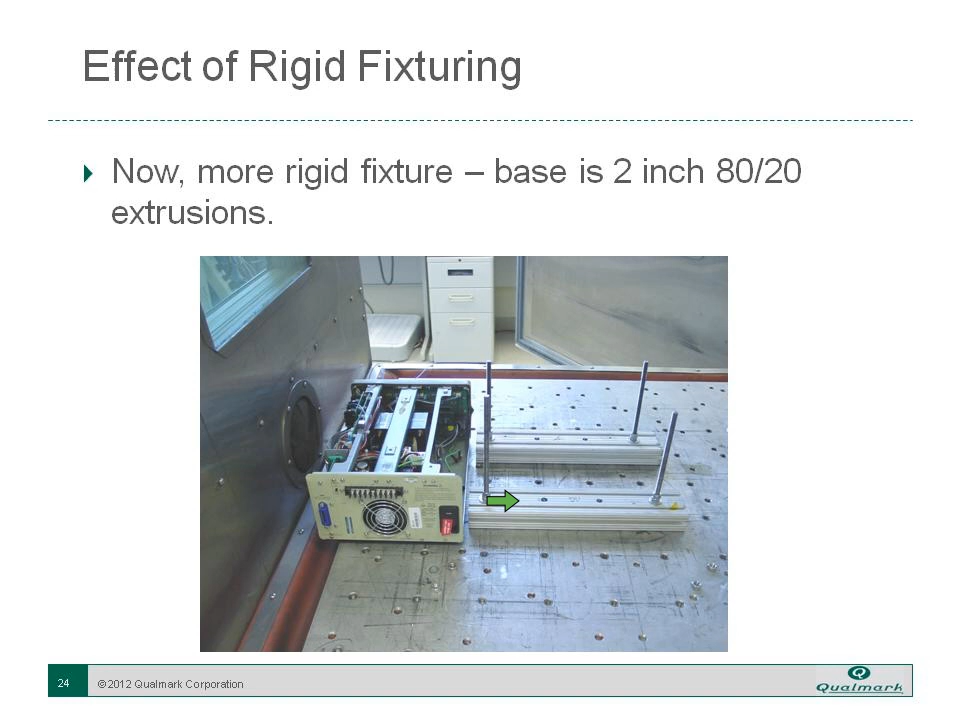 Effect of Rigid Fixturing
Now, more rigid fixture – base is 2 inch 80/20
extrusions.
24
©2012 Qualmark Corporation
Qualmark